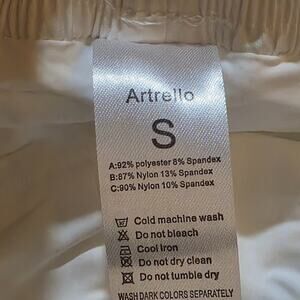 Artrello
S
A:92% polyester 8% Spandex
B:87% Nylon 13% Spandex
C:90% Nylon 10% Spandex
Cold machine wash
Do not bleach
Cool iron
Do not dry clean
Do not tumble dry
WASH DARK COLORS SEPARATELY